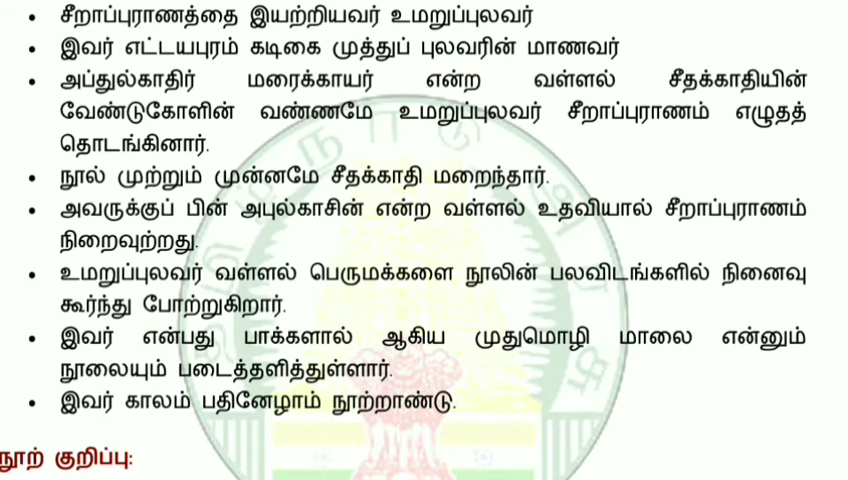 • சீறாப்புராணத்தை இயற்றியவர் உமறுப்புலவர்
• இவர் எட்டயபுரம் கடிகை முத்துப் புலவரின் மாணவர்
• அப்துல்காதிர் மரைக்காயர் என்ற வள்ளல் சீதக்காதியின்
வேண்டுகோளின் வண்ணமே உமறுப்புலவர் சீறாப்புராணம் எழுதத்
தொடங்கினார்.
• நூல் முற்றும் முன்னமே சீதக்காதி மறைந்தார்.
• அவருக்குப் பின் அபுல்காசின் என்ற வள்ளல் உதவியால் சீறாப்புராணம்
நிறைவுற்றது.
• உமறுப்புலவர் வள்ளல் பெருமக்களை நூலின் பலவிடங்களில் நினைவு
கூர்ந்து போற்றுகிறார்.
• இவர் என்பது பாக்களால் ஆகிய முதுமொழி மாலை என்னும்
நூலையும் படைத்தளித்துள்ளார்.
• இவர் காலம் பதினேழாம் நூற்றாண்டு.
நூற் குறிப்பு:
தமிழ்நாடு அரசு